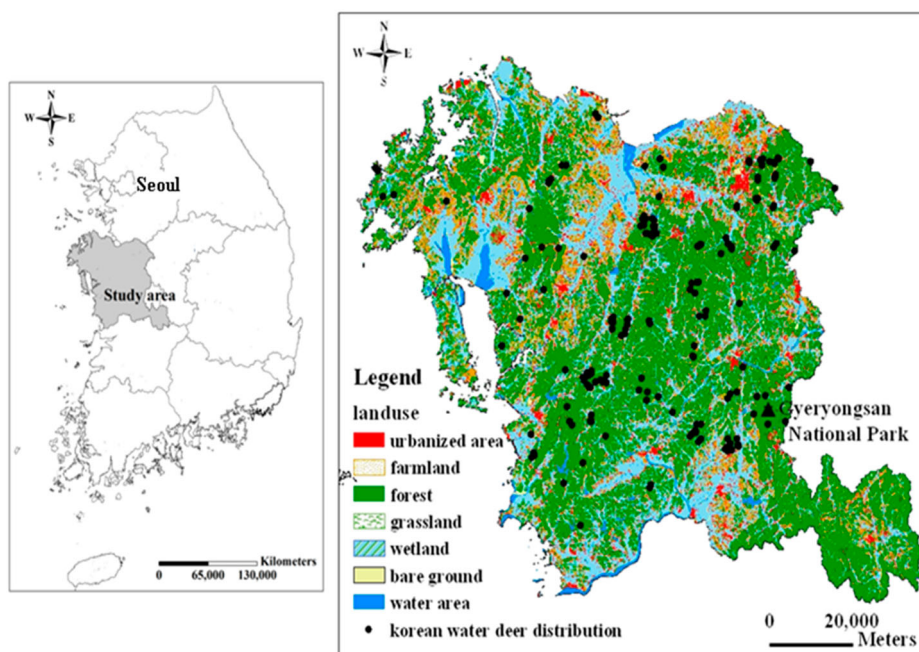 N
W E
S
Seoul
Study area
Kilometers
0 65,000 130,000
N
W E
S
Legend
landuse
urbanized area
farmland
forest
grassland
wetland
bare ground
water area
korean water deer distribution
Gyeryongsan
National Park
0 20,000
Meters